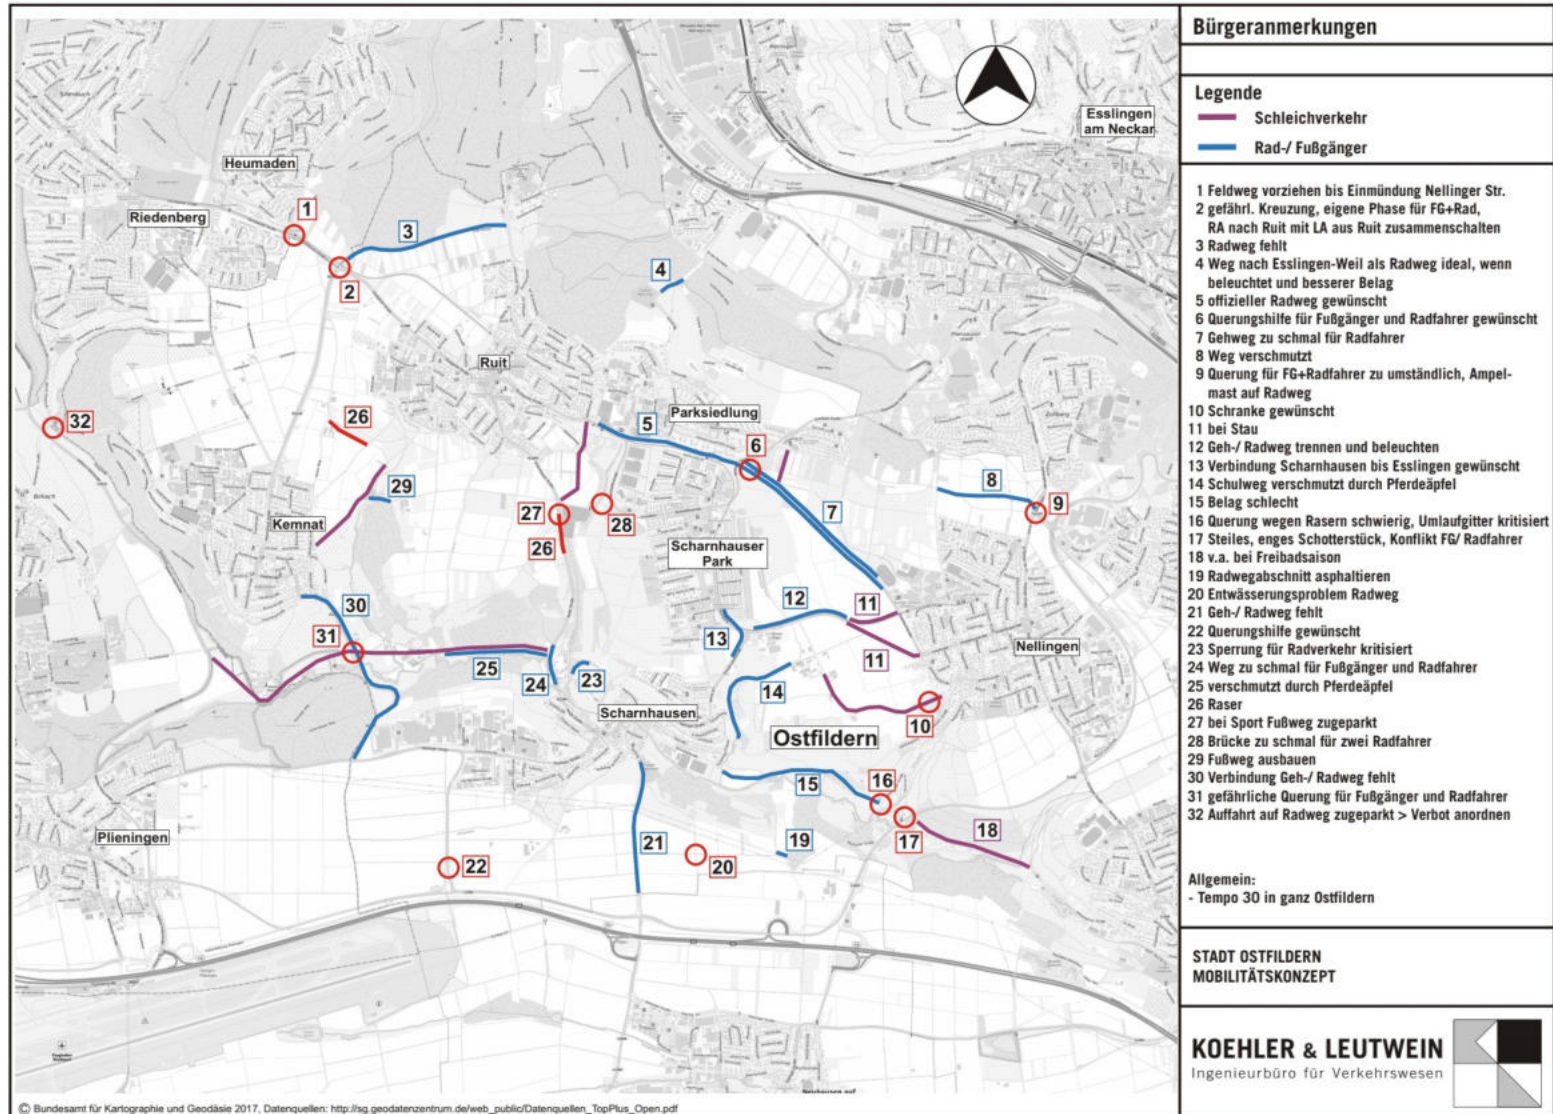 Bürgeranmerkungen
Legende
Schleichverkehr
Rad-/ Fußgänger
1 Feldweg vorziehen bis Einmündung Nellinger Str.
2 gefährl. Kreuzung, eigene Phase für FG+Rad,
RA nach Ruit mit LA aus Ruit zusammenschalten
3 Radweg fehlt
4 Weg nach Esslingen-Weil als Radweg ideal, wenn
beleuchtet und besserer Belag
5 offizieller Radweg gewünscht
6 Querungshilfe für Fußgänger und Radfahrer gewünscht
7 Gehweg zu schmal für Radfahrer
8 Weg verschmutzt
9 Querung für FG+Radfahrer zu umständlich, Ampel-
mast auf Radweg
10 Schranke gewünscht
11 bei Stau
12 Geh-/ Radweg trennen und beleuchten
13 Verbindung Scharnhausen bis Esslingen gewünscht
14 Schulweg verschmutzt durch Pferdeäpfel
15 Belag schlecht
16 Querung wegen Rasern schwierig, Umlaufgitter kritisiert
17 Steiles, enges Schotterstück, Konflikt FG/ Radfahrer
18 v.a. bei Freibadsaison
19 Radwegabschnitt asphaltieren
20 Entwässerungsproblem Radweg
21 Geh-/ Radweg fehlt
22 Querungshilfe gewünscht
23 Sperrung für Radverkehr kritisiert
24 Weg zu schmal für Fußgänger und Radfahrer
25 verschmutzt durch Pferdeäpfel
26 Raser
27 bei Sport Fußweg zugeparkt
28 Brücke zu schmal für zwei Radfahrer
29 Fußweg ausbauen
30 Verbindung Geh-/ Radweg fehlt
31 gefährliche Querung für Fußgänger und Radfahrer
32 Auffahrt auf Radweg zugeparkt > Verbot anordnen
Allgemein:
- Tempo 30 in ganz Ostfildern
STADT OSTFILDERN
MOBILITÄTSKONZEPT
KOEHLER & LEUTWEIN
Ingenieurbüro für Verkehrswesen
Esslingen
am Neckar
Heumaden
Riedenberg
1
3
2
4
Ruit
Parksiedlung
32
26
5
6
29
8
7
9
Kemnat
27
28
26
Scharnhauser
Park
30
12
11
31
13
Nellingen
25
24
23
11
14
Scharnhausen
10
Ostfildern
15
16
Plieningen
21
19
18
17
22
20
© Bundesamt für Kartographie und Geodäsie 2017, Datenquellen: http://sg.geodatenzentrum.de/web_public/Datenquellen_TopPlus_Open.pdf